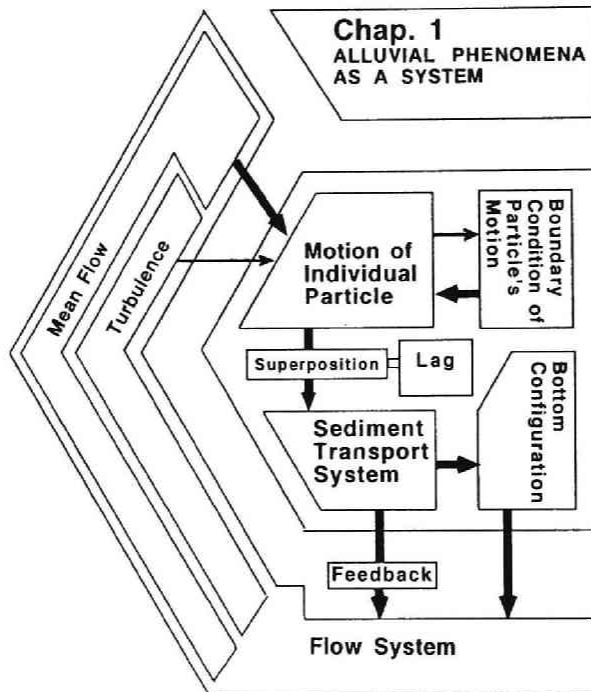 Chap. 1
ALLUVIAL PHENOMENA
AS A SYSTEM
Mean Flow
Turbulence
Motion of
Individual
Particle
Boundary
Condition of
Particle's
Motion
Superposition
Lag
Sediment
Transport
System
Bottom
Configuration
Feedback
Flow System